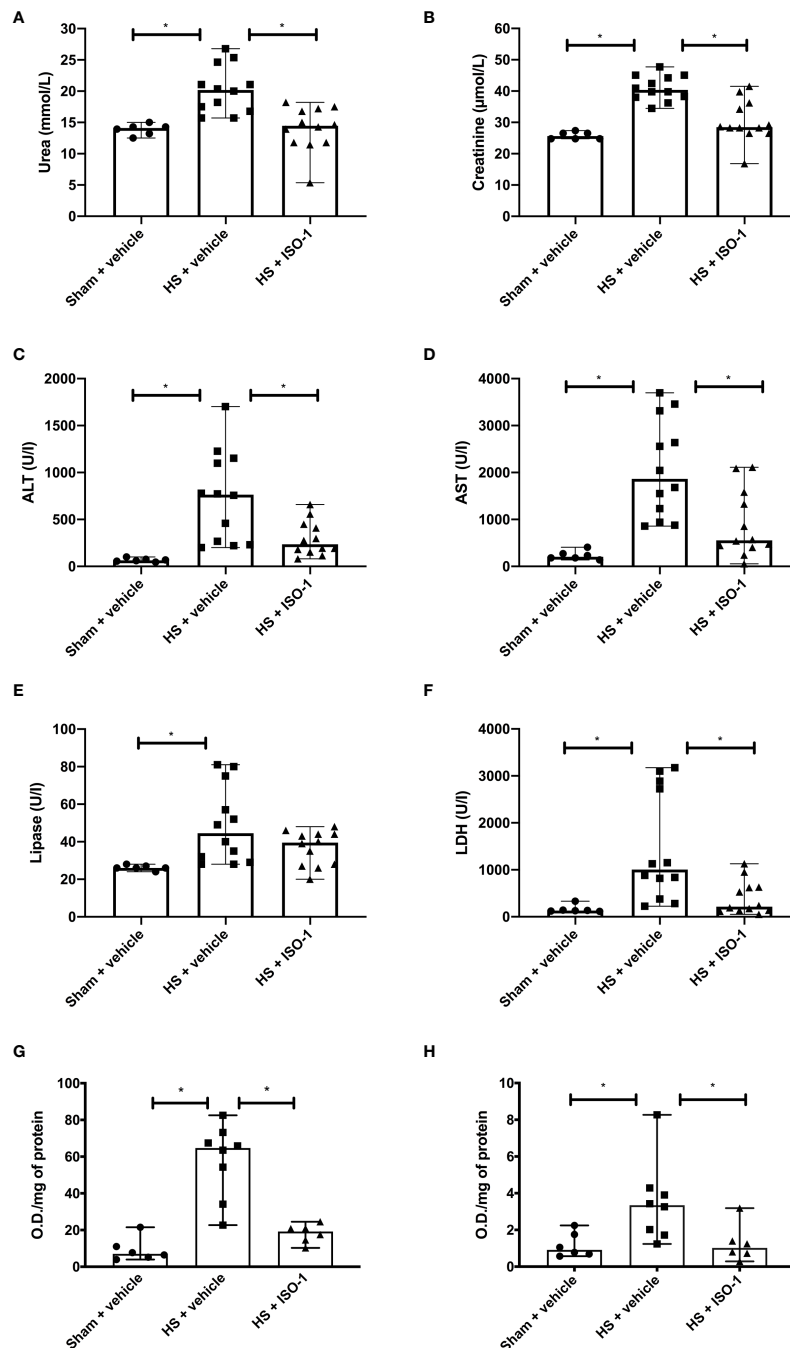 A
Urea (mmol/L)
30
25
20
15
10
5
0
*
*
Sham + vehicle
HS + vehicle
HS + ISO-1
B
Creatinine (µmol/L)
60
50
40
30
20
10
0
*
*
Sham + vehicle
HS + vehicle
HS + ISO-1
C
ALT (U/l)
2000
1500
1000
500
0
*
*
Sham + vehicle
HS + vehicle
HS + ISO-1
D
AST (U/l)
4000
3000
2000
1000
0
*
*
Sham + vehicle
HS + vehicle
HS + ISO-1
E
Lipase (U/l)
100
80
60
40
20
0
*
Sham + vehicle
HS + vehicle
HS + ISO-1
F
LDH (U/l)
4000
3000
2000
1000
0
*
*
Sham + vehicle
HS + vehicle
HS + ISO-1
G
O.D./mg of protein
100
80
60
40
20
0
*
*
Sham + vehicle
HS + vehicle
HS + ISO-1
H
O.D./mg of protein
10
8
6
4
2
0
*
*
Sham + vehicle
HS + vehicle
HS + ISO-1